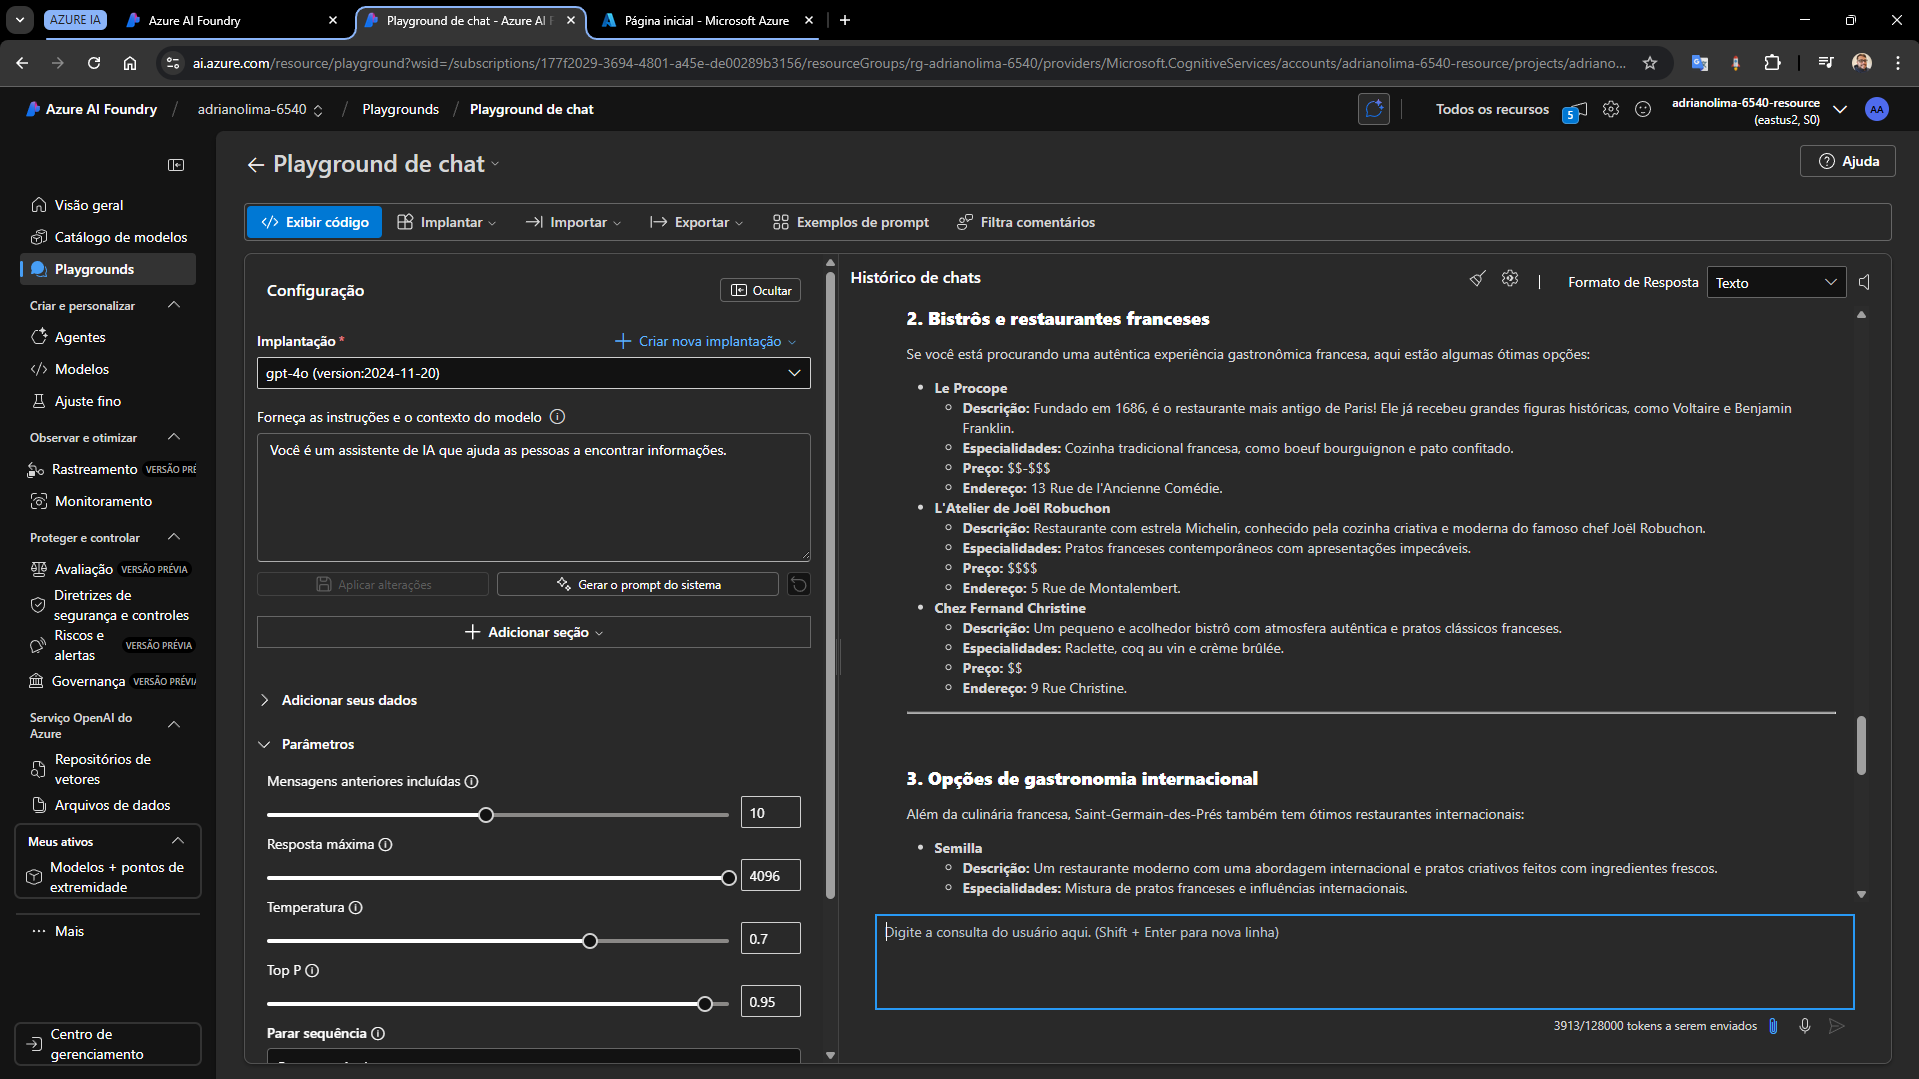 AZURE IA
Azure AI Foundry
Playground de chat - Azure AI F
Página inicial - Microsoft Azure
ai.azure.com/resource/playground?wsid=/subscriptions/177f2029-3694-4801-a45e-de00289b3156/resourceGroups/rg-adrianolima-6540/providers/Microsoft.CognitiveServices/accounts/adrianolima-6540-resource/projects/adriano...
Azure AI Foundry / adrianolima-6540 / Playgrounds / Playground de chat
Todos os recursos
5
adrianolima-6540-resource
(eastus2, S0)
AA
Visão geral
Catálogo de modelos
Playgrounds
Criar e personalizar
Agentes
Modelos
Ajuste fino
Observar e otimizar
Rastreamento VERSÃO PRÉ
Monitoramento
Proteger e controlar
Avaliação VERSÃO PRÉVIA
Diretrizes de
segurança e controles
Riscos e
alertas VERSÃO PRÉVIA
Governança VERSÃO PRÉVI
Serviço OpenAI do
Azure
Repositórios de
vetores
Arquivos de dados
Meus ativos
Modelos + pontos de
extremidade
Mais
Centro de
gerenciamento
Playground de chat
Ajuda
Exibir código
Implantar
Importar
Exportar
Exemplos de prompt
Filtra comentários
Configuração
Ocultar
Implantação *
Criar nova implantação
gpt-4o (version:2024-11-20)
Forneça as instruções e o contexto do modelo
Você é um assistente de IA que ajuda as pessoas a encontrar informações.
Aplicar alterações
Gerar o prompt do sistema
Adicionar seção
Adicionar seus dados
Parâmetros
Mensagens anteriores incluídas
10
Resposta máxima
4096
Temperatura
0.7
Top P
0.95
Parar sequência
Histórico de chats
Formato de Resposta
Texto
2. Bistrôs e restaurantes franceses
Se você está procurando uma autêntica experiência gastronômica francesa, aqui estão algumas ótimas opções:
Le Procope
Descrição: Fundado em 1686, é o restaurante mais antigo de Paris! Ele já recebeu grandes figuras históricas, como Voltaire e Benjamin
Franklin.
Especialidades: Cozinha tradicional francesa, como boeuf bourguignon e pato confitado.
Preço: $$-$$$
Endereço: 13 Rue de l'Ancienne Comédie.
L'Atelier de Joël Robuchon
Descrição: Restaurante com estrela Michelin, conhecido pela cozinha criativa e moderna do famoso chef Joël Robuchon.
Especialidades: Pratos franceses contemporâneos com apresentações impecáveis.
Preço: $$$$
Endereço: 5 Rue de Montalembert.
Chez Fernand Christine
Descrição: Um pequeno e acolhedor bistrô com atmosfera autêntica e pratos clássicos franceses.
Especialidades: Raclette, coq au vin e crème brûlée.
Preço: $$
Endereço: 9 Rue Christine.
3. Opções de gastronomia internacional
Além da culinária francesa, Saint-Germain-des-Prés também tem ótimos restaurantes internacionais:
Semilla
Descrição: Um restaurante moderno com uma abordagem internacional e pratos criativos feitos com ingredientes frescos.
Especialidades: Mistura de pratos franceses e influências internacionais.
Digite a consulta do usuário aqui. (Shift + Enter para nova linha)
3913/128000 tokens a serem enviados